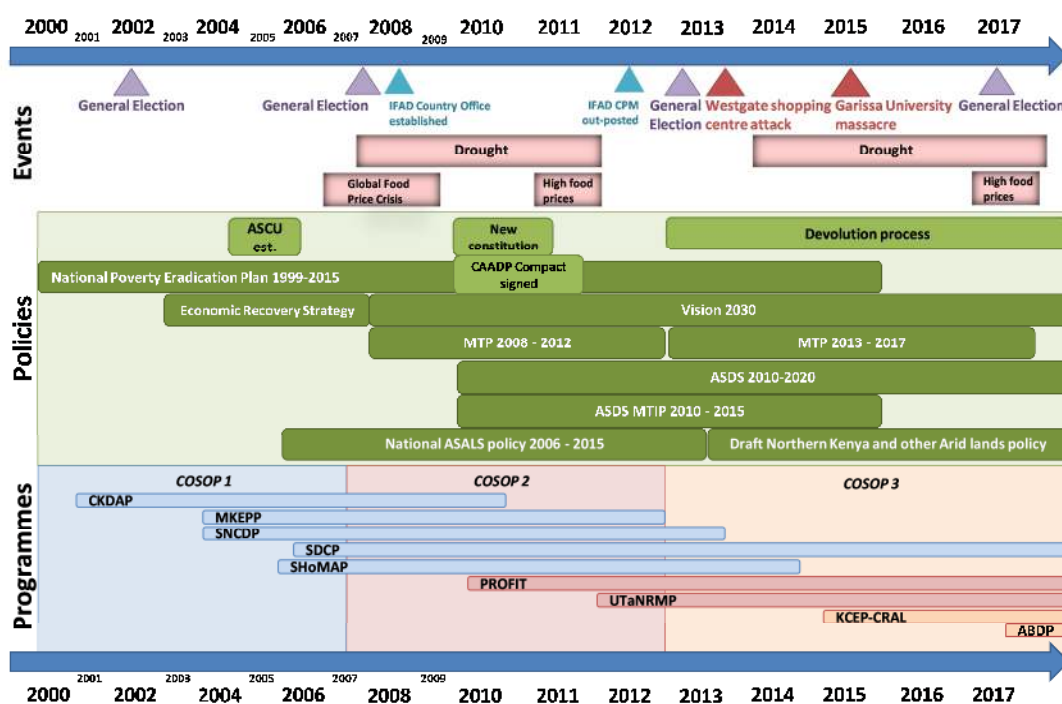 2000 2001 2002 2003 2004 2005 2006 2007 2008 2009 2010 2011 2012 2013 2014 2015 2016 2017
Events
General Election
General Election
IFAD Country Office
established
IFAD CPM
out-posted
General
Election
Westgate shopping
centre attack
Garissa University
massacre
General Election
Drought
Drought
Global Food
Price Crisis
High food
prices
High food
prices
Policies
ASCU
est.
New
constitution
Devolution process
National Poverty Eradication Plan 1999-2015
CAADP Compact
signed
Economic Recovery Strategy
Vision 2030
MTP 2008 - 2012
MTP 2013 - 2017
ASDS 2010-2020
ASDS MTIP 2010 - 2015
National ASALS policy 2006 - 2015
Draft Northern Kenya and other Arid lands policy
Programmes
COSOP 1
COSOP 2
COSOP 3
CKDAP
MKEPP
SNCDP
SDCP
SHoMAP
PROFIT
UTaNRMP
KCEP-CRAL
ABDP
2000 2001 2002 2003 2004 2005 2006 2007 2008 2009 2010 2011 2012 2013 2014 2015 2016 2017